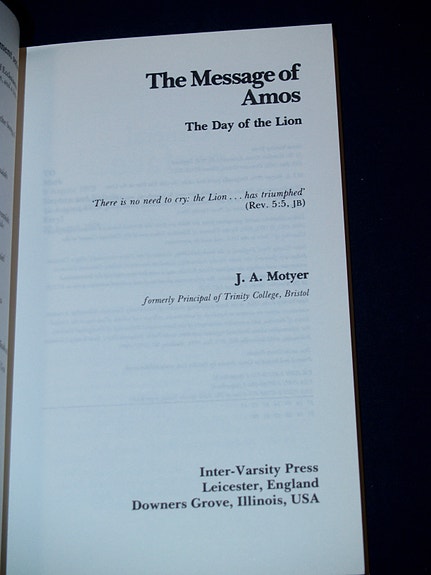 The Message of
Amos
The Day of the Lion
'There is no need to cry: the Lion . . . has triumphed'
(Rev. 5:5, JB)
J. A. Motyer
formerly Principal of Trinity College, Bristol
Inter-Varsity Press
Leicester, England
Downers Grove, Illinois, USA